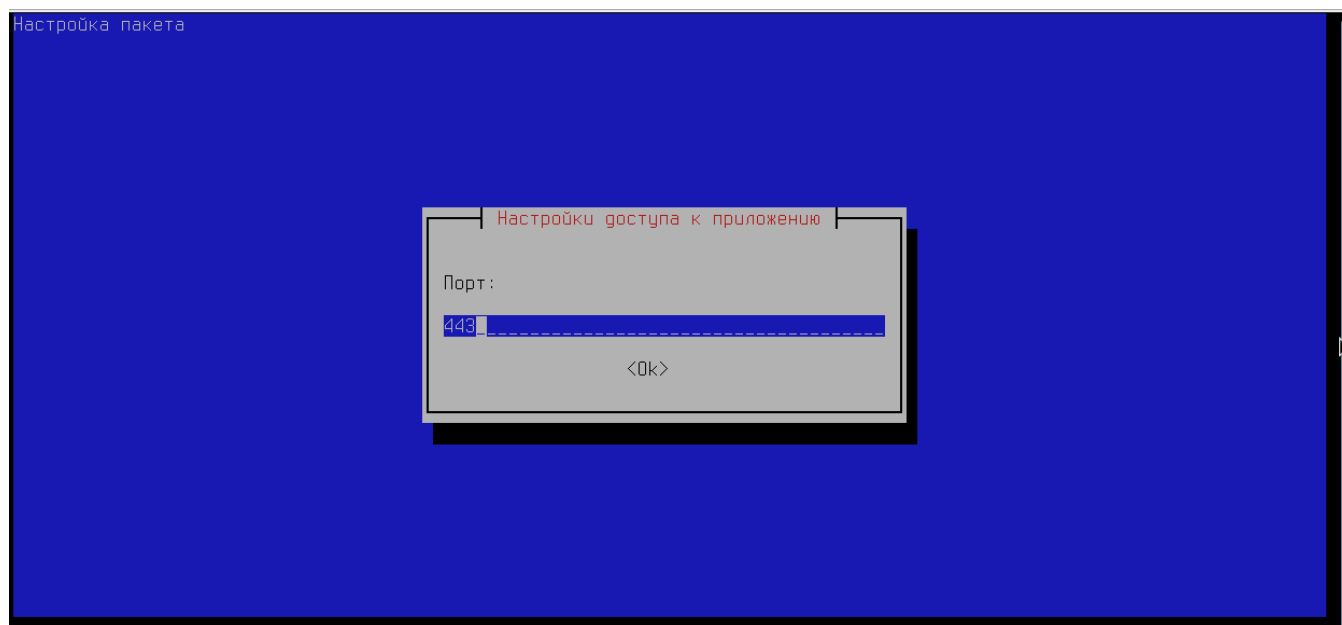 Настройка пакета
Настройки доступа к приложению
Порт:
443
<Ok>